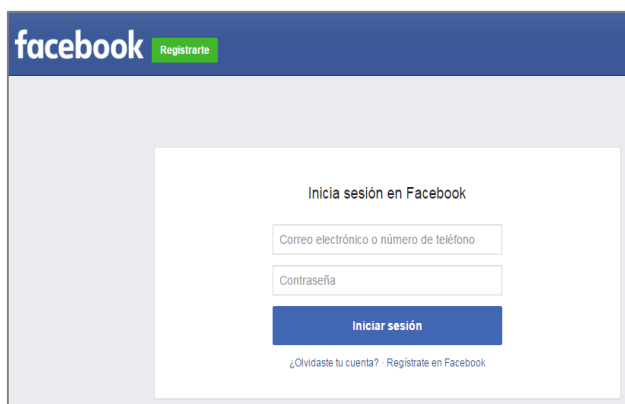 facebook Registrarte
Inicia sesión en Facebook
Correo electrónico o número de teléfono
Contraseña
Iniciar sesión
¿Olvidaste tu cuenta? · Regístrate en Facebook